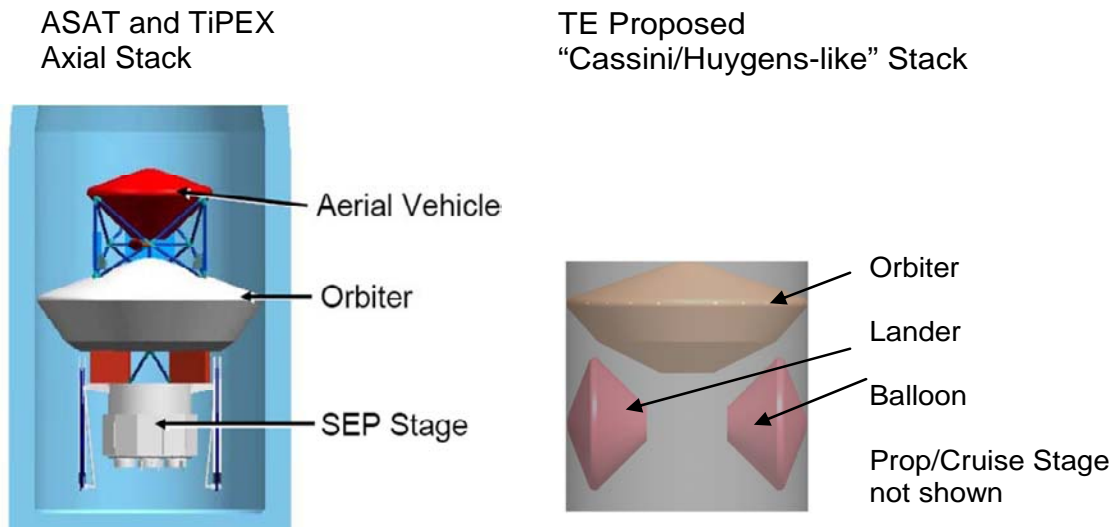 ASAT and TiPEX
Axial Stack
Aerial Vehicle
Orbiter
SEP Stage
TE Proposed
“Cassini/Huygens-like” Stack
Orbiter
Lander
Balloon
Prop/Cruise Stage
not shown